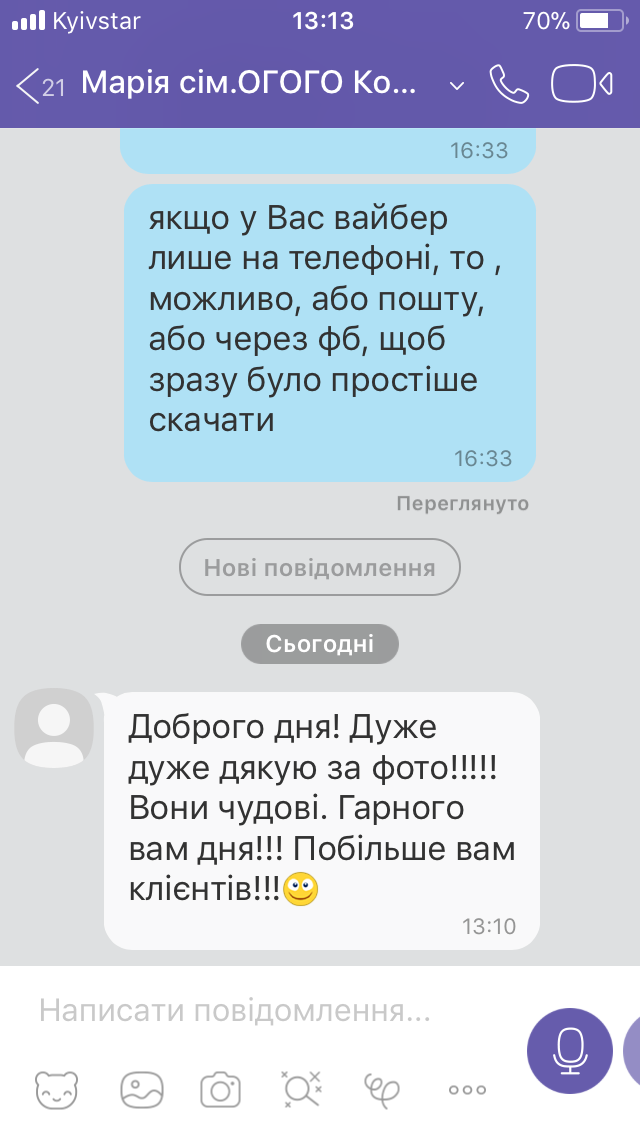 Kyivstar 13:13 70%
21 Марія сім.ОГОГО Ко...
16:33
якщо у Вас вайбер
лише на телефоні, то ,
можливо, або пошту,
або через фб, щоб
зразу було простіше
скачати
16:33
Переглянуто
Нові повідомлення
Сьогодні
Доброго дня! Дуже
дуже дякую за фото!!!!!
Вони чудові. Гарного
вам дня!!! Побільше вам
клієнтів!!!
13:10
Написати повідомлення...